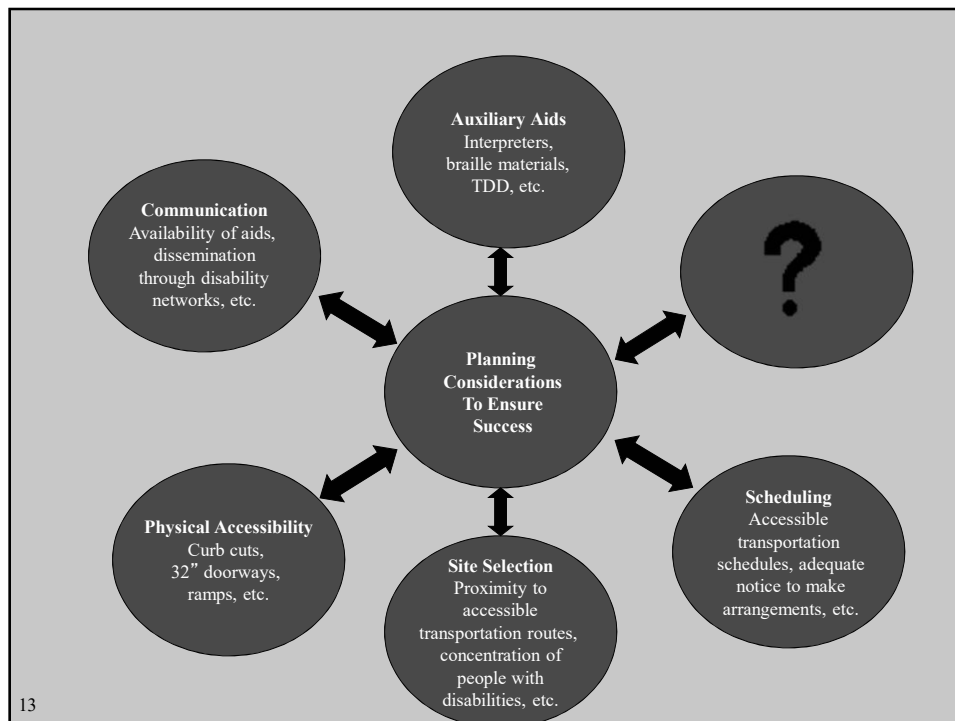 Auxiliary Aids
Interpreters,
braille materials,
TDD, etc.
Communication
Availability of aids,
dissemination
through disability
networks, etc.
?
Planning
Considerations
To Ensure
Success
Physical Accessibility
Curb cuts,
32” doorways,
ramps, etc.
Site Selection
Proximity to
accessible
transportation routes,
concentration of
people with
disabilities, etc.
Scheduling
Accessible
transportation
schedules, adequate
notice to make
arrangements, etc.
13